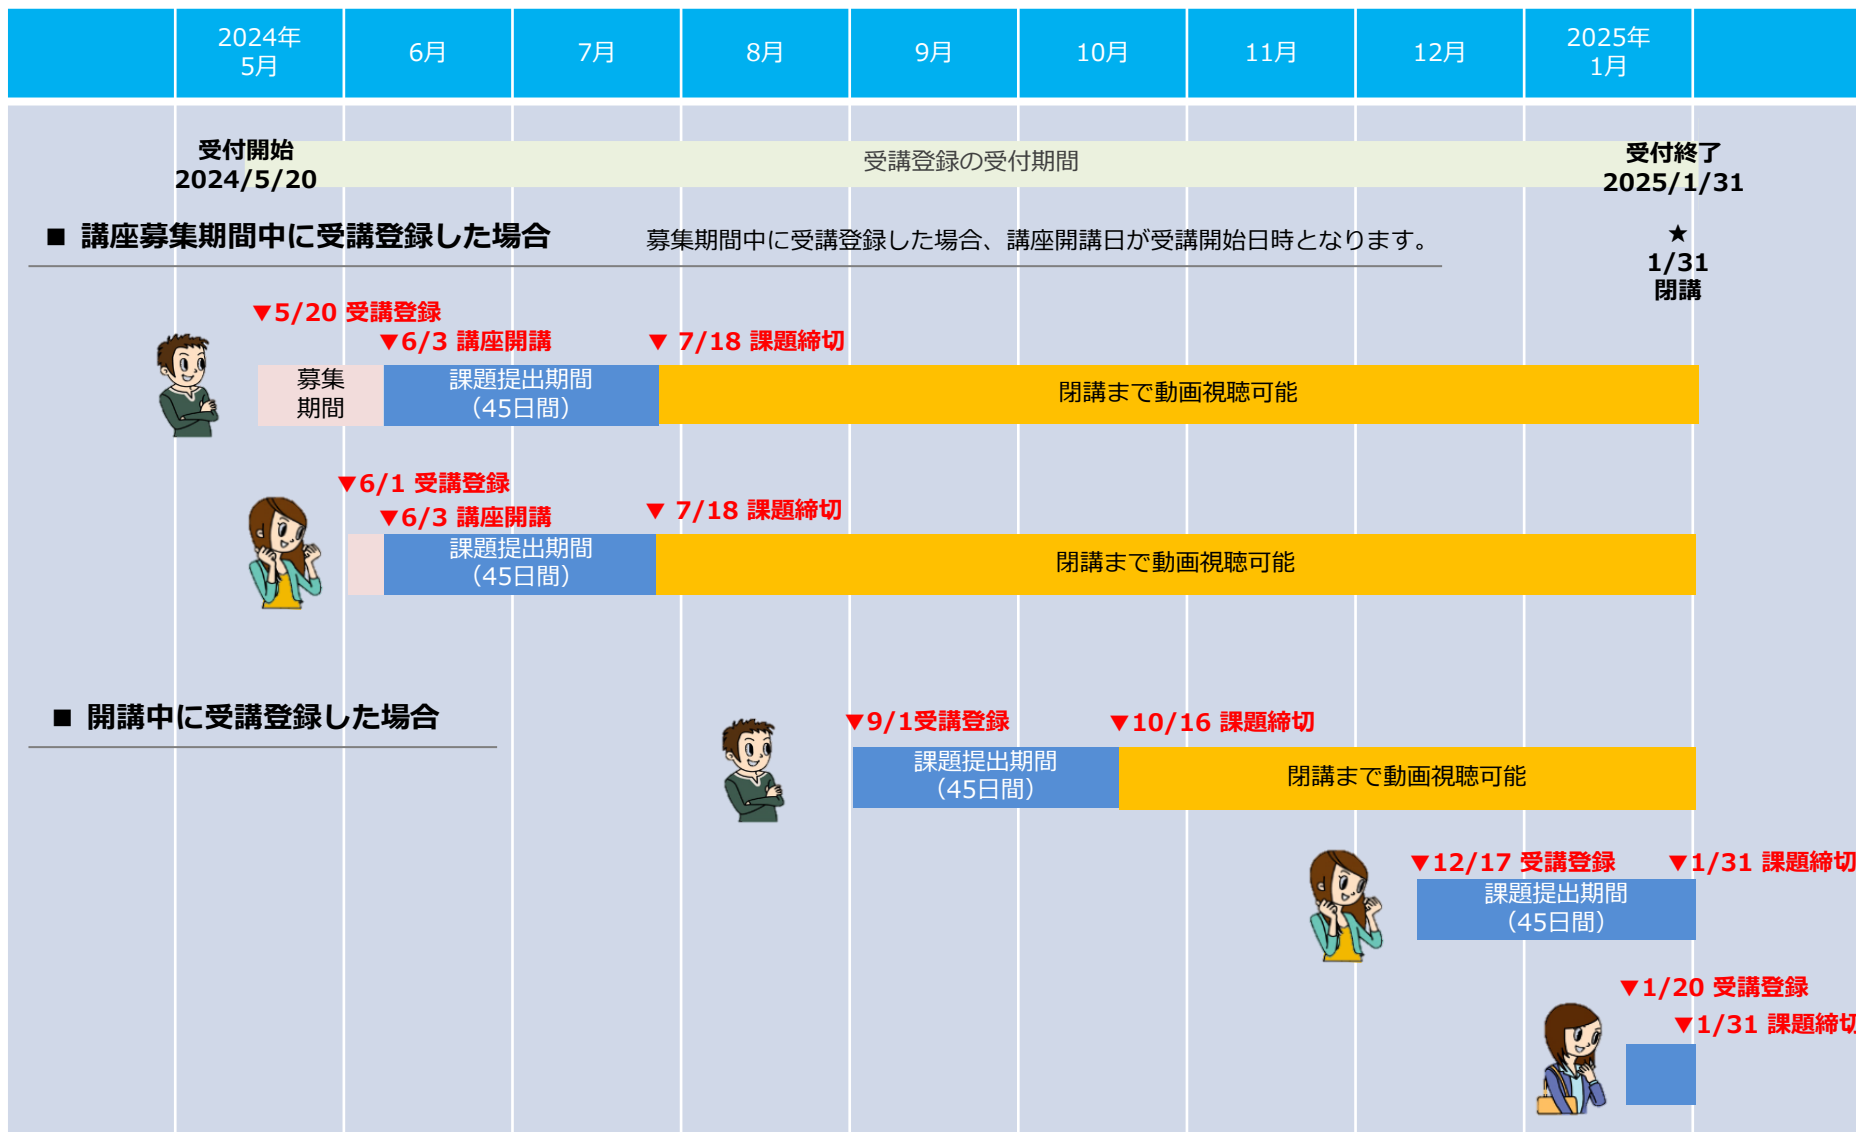 2024年
5月
6月
7月
8月
9月
10月
11月
12月
2025年
1月
受付開始
2024/5/20
受講登録の受付期間
受付終了
2025/1/31
■ 講座募集期間中に受講登録した場合
募集期間中に受講登録した場合、講座開講日が受講開始日時となります。
★
1/31
閉講
▼5/20 受講登録
▼6/3 講座開講
▼ 7/18 課題締切
募集
期間
課題提出期間
（45日間）
閉講まで動画視聴可能
▼6/1 受講登録
▼6/3 講座開講
▼ 7/18 課題締切
課題提出期間
（45日間）
閉講まで動画視聴可能
■ 開講中に受講登録した場合
▼9/1受講登録
▼10/16 課題締切
課題提出期間
（45日間）
閉講まで動画視聴可能
▼12/17 受講登録
▼1/31 課題締切
課題提出期間
（45日間）
▼1/20 受講登録
▼1/31 課題締切